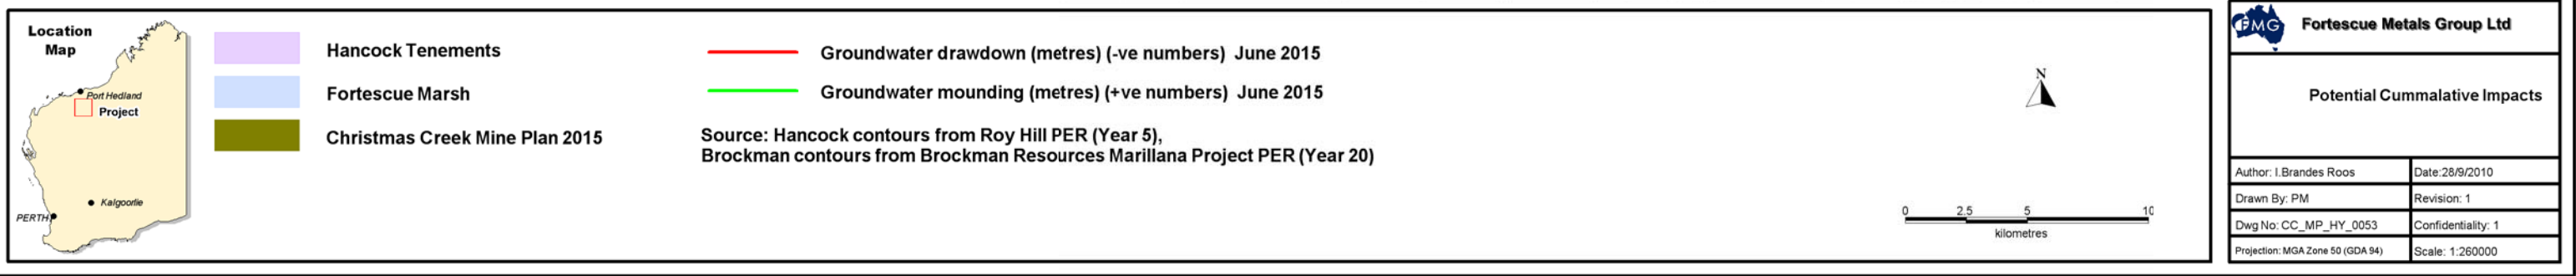 Location
Map
Port Hedland
Project
Kalgoorlie
PERTH
Hancock Tenements
Fortescue Marsh
Christmas Creek Mine Plan 2015
Groundwater drawdown (metres) (-ve numbers) June 2015
Groundwater mounding (metres) (+ve numbers) June 2015
Source: Hancock contours from Roy Hill PER (Year 5),
Brockman contours from Brockman Resources Marillana Project PER (Year 20)
N
0 2.5 5 10
kilometres
FMG
Fortescue Metals Group Ltd
Potential Cummalative Impacts
Author: I.Brandes Roos
Date:28/9/2010
Drawn By: PM
Revision: 1
Dwg No: CC_MP_HY_0053
Confidentiality: 1
Projection: MGA Zone 50 (GDA 94)
Scale: 1:260000